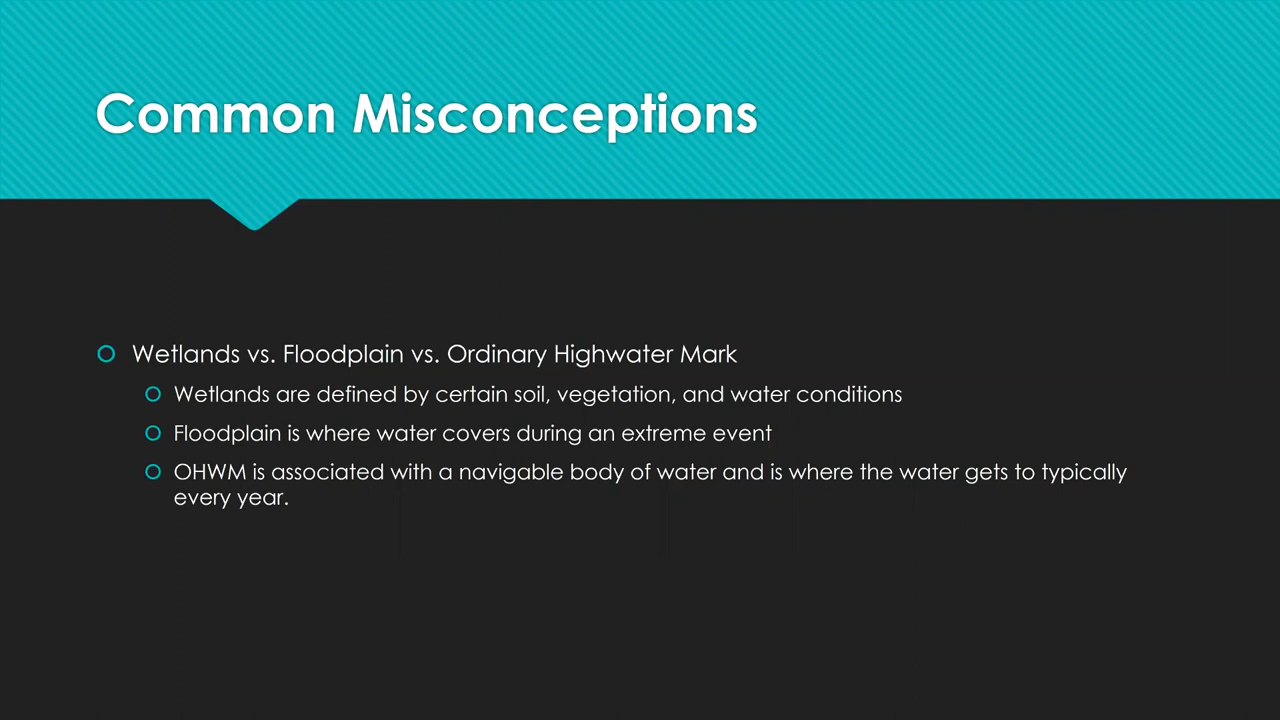 Common Misconceptions
Wetlands vs. Floodplain vs. Ordinary Highwater Mark
Wetlands are defined by certain soil, vegetation, and water conditions
Floodplain is where water covers during an extreme event
OHWM is associated with a navigable body of water and is where the water gets to typically
every year.